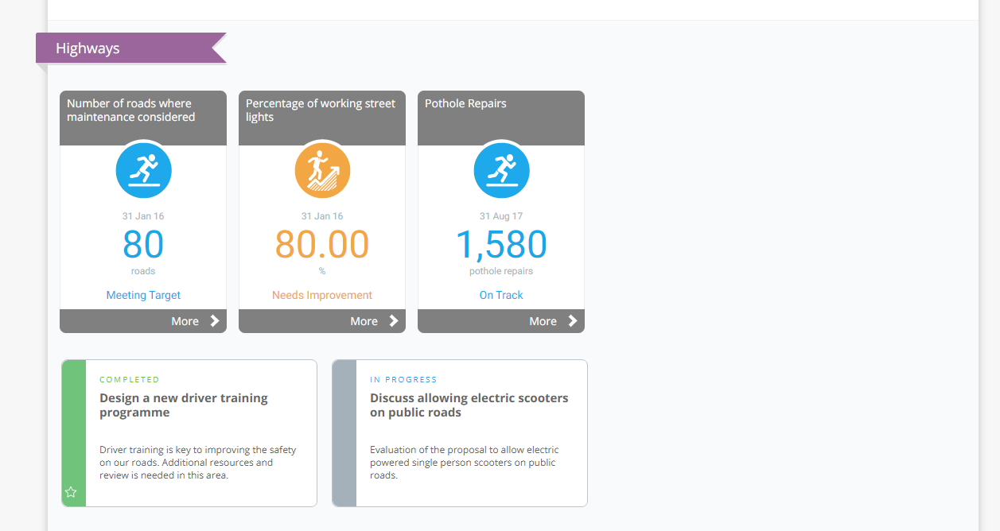 Highways
Number of roads where
maintenance considered
31 Jan 16
80
roads
Meeting Target
More
Percentage of working street
lights
31 Jan 16
80.00
%
Needs Improvement
More
Pothole Repairs
31 Aug 17
1,580
pothole repairs
On Track
More
COMPLETED
Design a new driver training
programme
Driver training is key to improving the safety
on our roads. Additional resources and
review is needed in this area.
IN PROGRESS
Discuss allowing electric scooters
on public roads
Evaluation of the proposal to allow electric
powered single person scooters on public
roads.